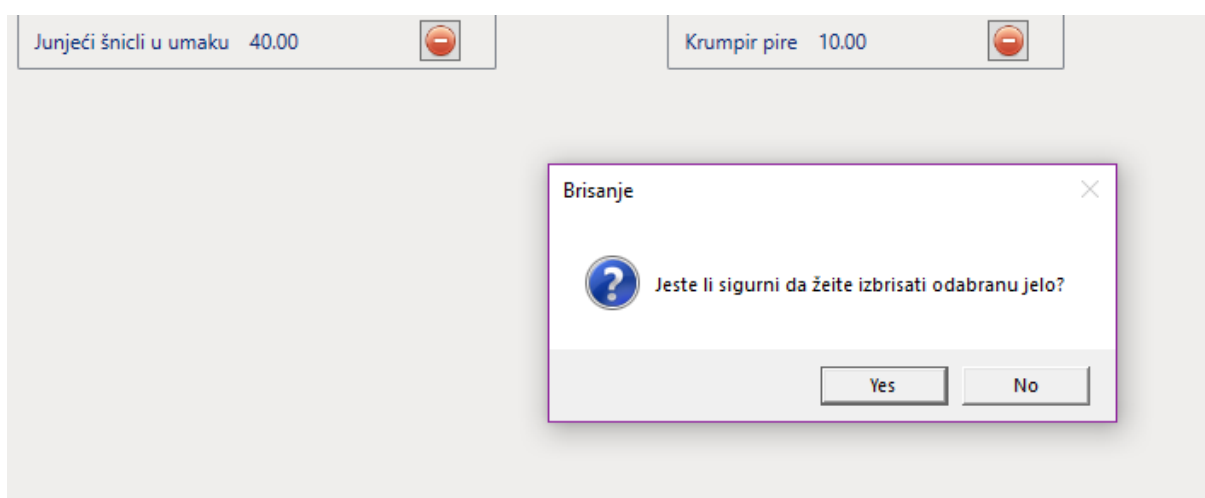 Junjeći šnicli u umaku 40.00
Krumpir pire 10.00
Brisanje
Jeste li sigurni da žeite izbrisati odabranu jelo?
Yes
No